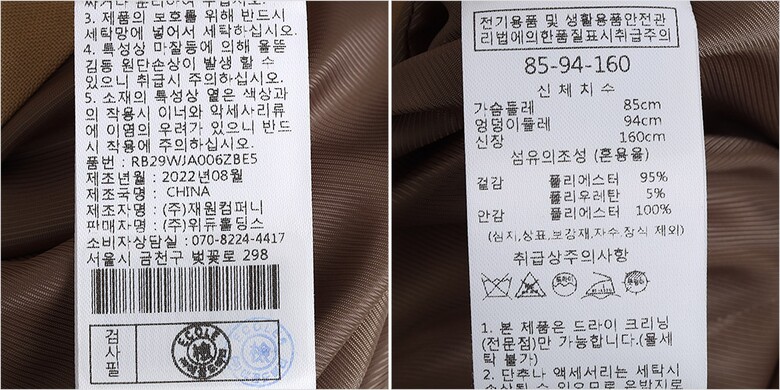 3. 제품의 보호를 위해 반드시
세탁망에 넣어서 세탁하십시오.
4. 특성상 마찰등에 의해 올뜯
김등 원단손상이 발생 할 수
있으니 취급시 주의하십시오.
5. 소재의 특성상 옅은 색상과
의 착용시 이너와 악세사리류
에 이염의 우려가 있으니 반드
시 착용에 주의하십시오.
품번 : RB29WJA006ZBE5
제조년월 : 2022년08월
제조국명 : CHINA
제조자명 : (주)재원컴퍼니
판매자명 : (주)위듀홀딩스
소비자상담실 : 070-8224-4417
서울시 금천구 벚꽃로 298
검사필
ECOLE
ECOLE
전기용품 및 생활용품안전관
리법에의한품질표시취급주의
85-94-160
신 체 치 수
가슴둘레 85cm
엉덩이둘레 94cm
신장 160cm
섬유의조성 (혼용율)
겉감 폴리에스터 95%
폴리우레탄 5%
안감 폴리에스터 100%
(심지,상표,보강재,자수,장식 제외)
취급상주의사항
1. 본 제품은 드라이 크리닝
(전문점)만 가능합니다.(물세
탁 불가)
2. 단추나 액세서리는 세탁시